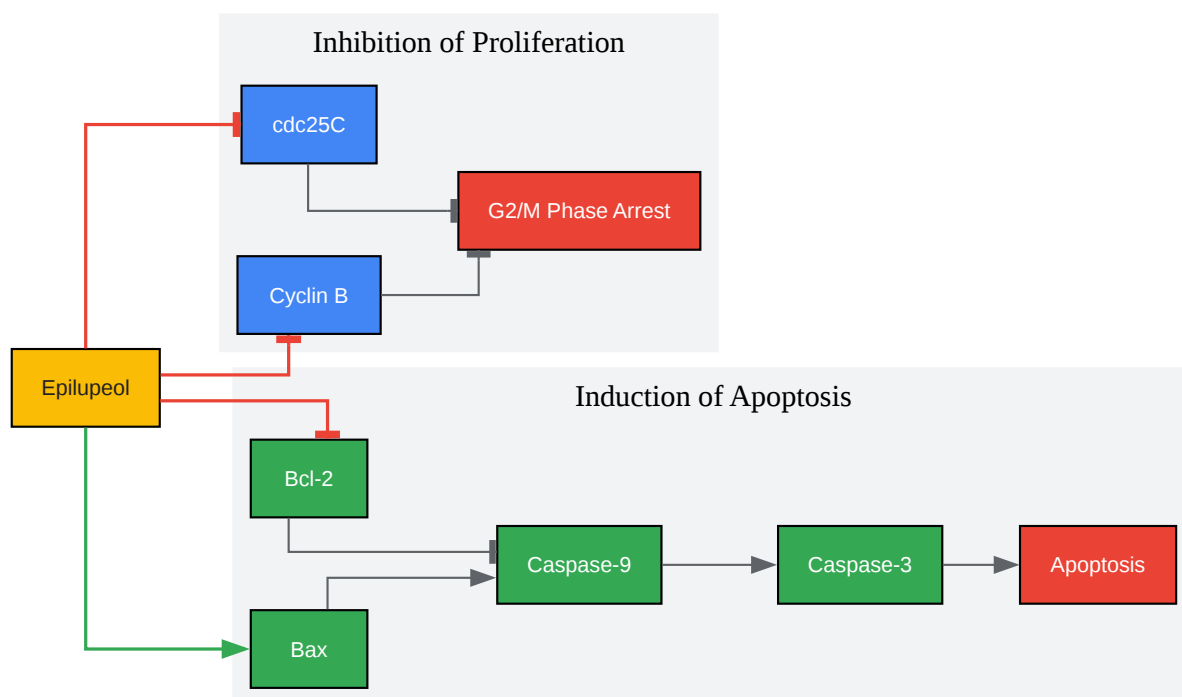 Inhibition of Proliferation
cdc25C
G2/M Phase Arrest
Cyclin B
Epilupeol
Induction of Apoptosis
Bcl-2
Caspase-9
Caspase-3
Apoptosis
Bax